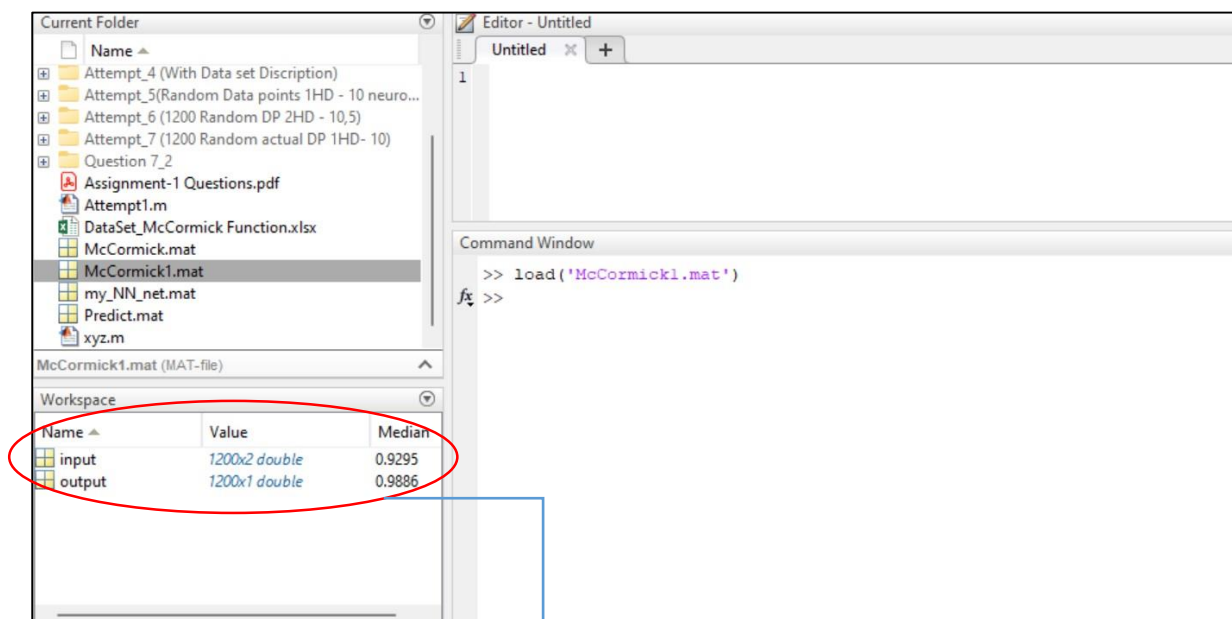 Current Folder
Name
Attempt_4 (With Data set Discription)
Attempt_5(Random Data points 1HD - 10 neuro...
Attempt_6 (1200 Random DP 2HD - 10,5)
Attempt_7 (1200 Random actual DP 1HD- 10)
Question 7_2
Assignment-1 Questions.pdf
Attempt1.m
DataSet_McCormick Function.xlsx
McCormick.mat
McCormick1.mat
my_NN_net.mat
Predict.mat
xyz.m
McCormick1.mat (MAT-file)
Workspace
Name Value Median
input 1200x2 double 0.9295
output 1200x1 double 0.9886
Editor - Untitled
Untitled
1
Command Window
>> load('McCormick1.mat')
fx >>